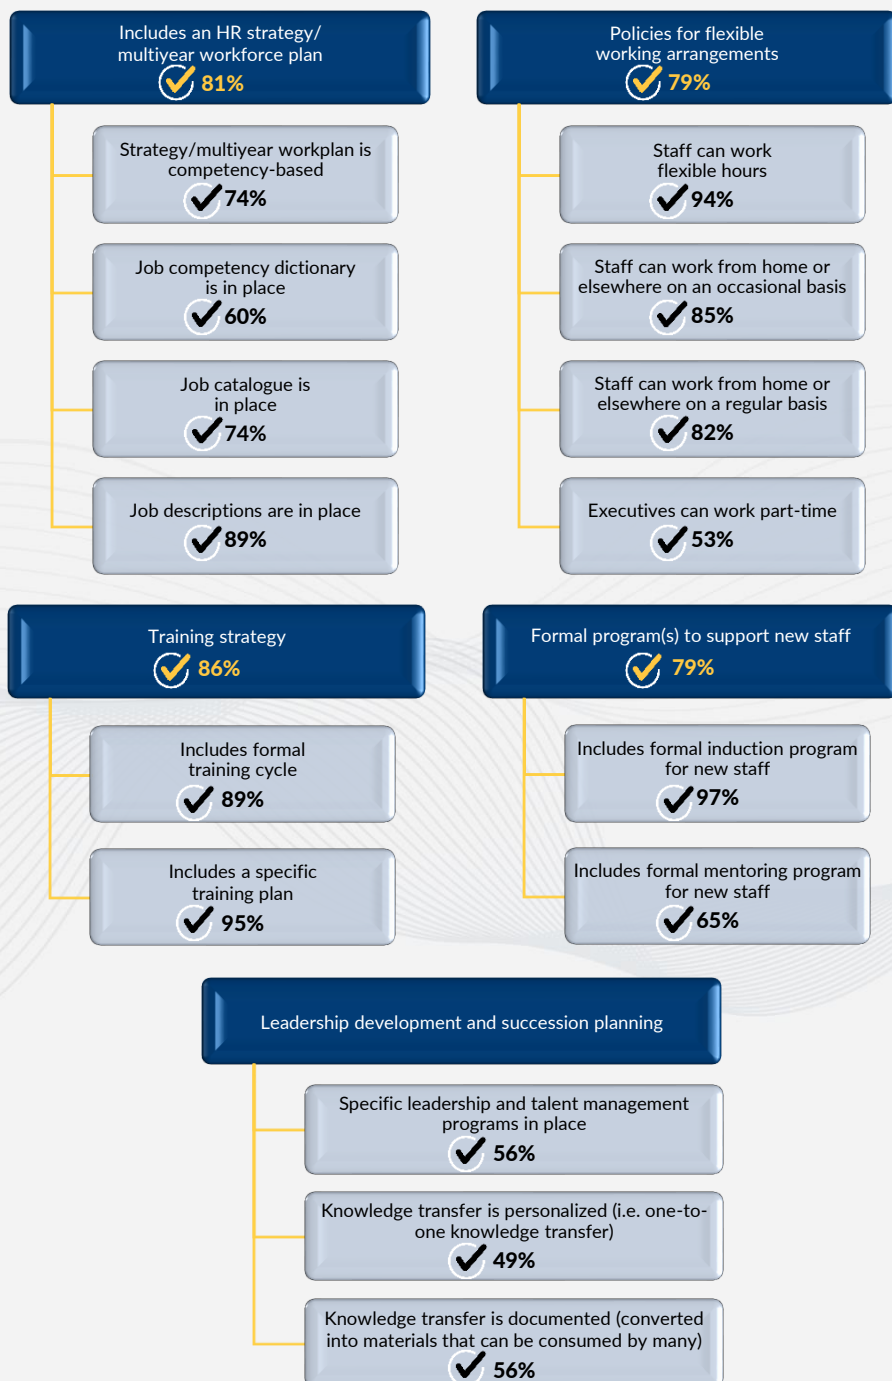 Includes an HR strategy/
multiyear workforce plan
81%
Strategy/multiyear workplan is
competency-based
74%
Job competency dictionary
is in place
60%
Job catalogue is
in place
74%
Job descriptions are in place
89%
Policies for flexible
working arrangements
79%
Staff can work
flexible hours
94%
Staff can work from home or
elsewhere on an occasional basis
85%
Staff can work from home or
elsewhere on a regular basis
82%
Executives can work part-time
53%
Training strategy
86%
Includes formal
training cycle
89%
Includes a specific
training plan
95%
Formal program(s) to support new staff
79%
Includes formal induction program
for new staff
97%
Includes formal mentoring program
for new staff
65%
Leadership development and succession planning
Specific leadership and talent management
programs in place
56%
Knowledge transfer is personalized (i.e. one-to-
one knowledge transfer)
49%
Knowledge transfer is documented (converted
into materials that can be consumed by many)
56%